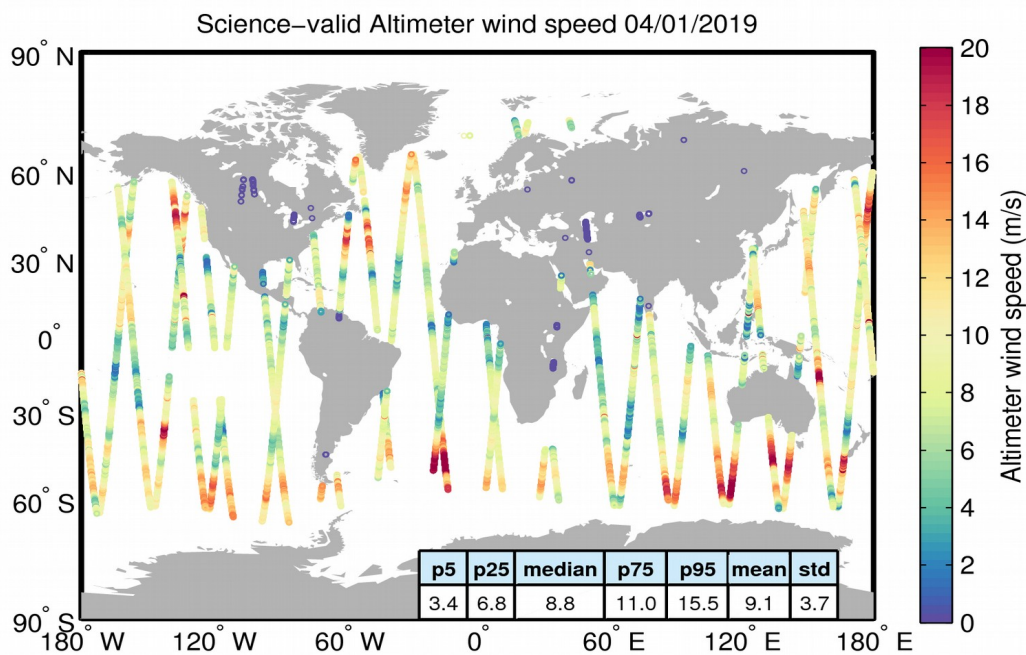 Science−valid Altimeter wind speed 04/01/2019
90° N
60° N
30° N
0°
30° S
60° S
90° S
180° W
120° W
60° W
0°
60° E
120° E
180° E
p5 p25 median p75 p95 mean std
3.4 6.8 8.8 11.0 15.5 9.1 3.7
20
18
16
14
12
10
8
6
4
2
0
Altimeter wind speed (m/s)